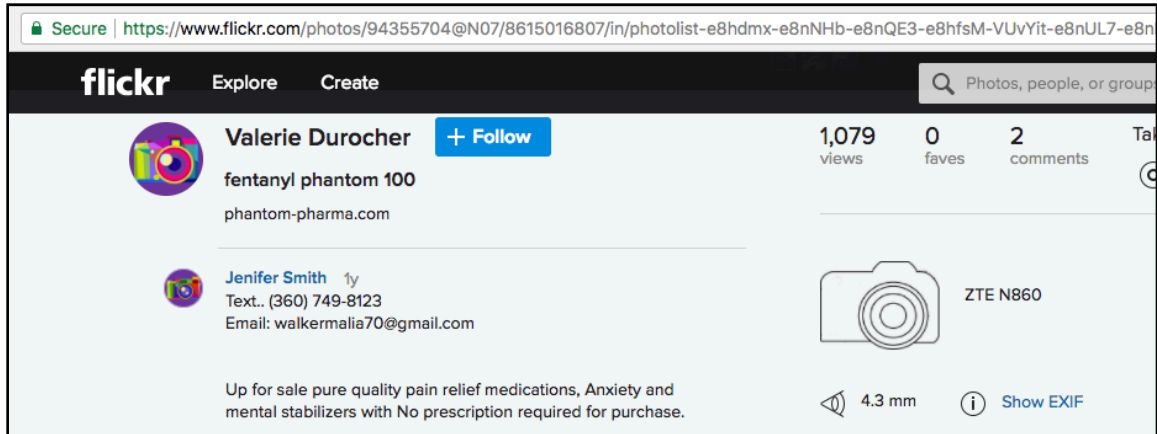 Secure | https://www.flickr.com/photos/94355704@N07/8615016807/in/photolist-e8hdmx-e8nNHb-e8nQE3-e8hfsM-VUvYit-e8nUL7-e8n
flickr Explore Create Photos, people, or groups
Valerie Durocher + Follow
fentanyl phantom 100
phantom-pharma.com
1,079 0 2
views faves comments
Jenifer Smith 1y
Text.. (360) 749-8123
Email: walkermalia70@gmail.com
ZTE N860
Up for sale pure quality pain relief medications, Anxiety and
mental stabilizers with No prescription required for purchase.
4.3 mm i Show EXIF